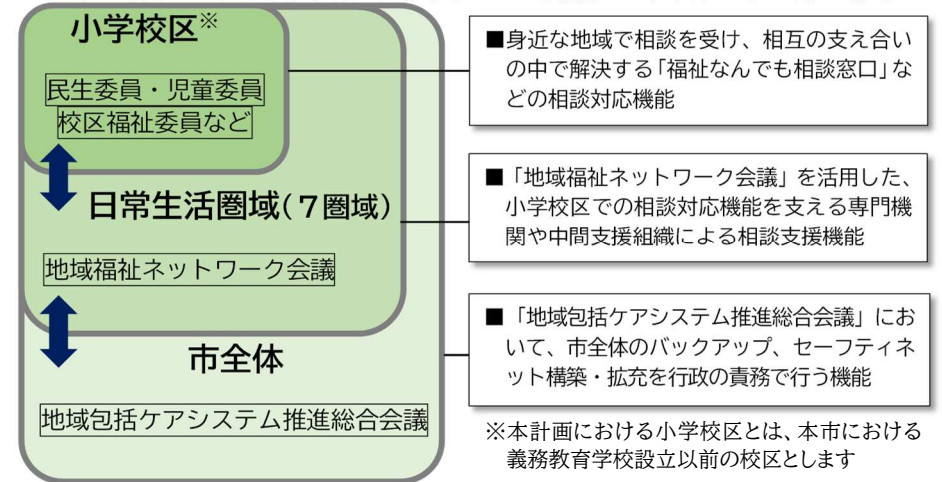 小学校区※
民生委員・児童委員
校区福祉委員など
日常生活圏域(7圏域)
地域福祉ネットワーク会議
市全体
地域包括ケアシステム推進総合会議
■身近な地域で相談を受け、相互の支え合い
の中で解決する「福祉なんでも相談窓口」な
どの相談対応機能
■「地域福祉ネットワーク会議」を活用した、
小学校区での相談対応機能を支える専門機
関や中間支援組織による相談支援機能
■「地域包括ケアシステム推進総合会議」にお
いて、市全体のバックアップ、セーフティネ
ット構築・拡充を行政の責務で行う機能
※本計画における小学校区とは、本市における
義務教育学校設立以前の校区とします